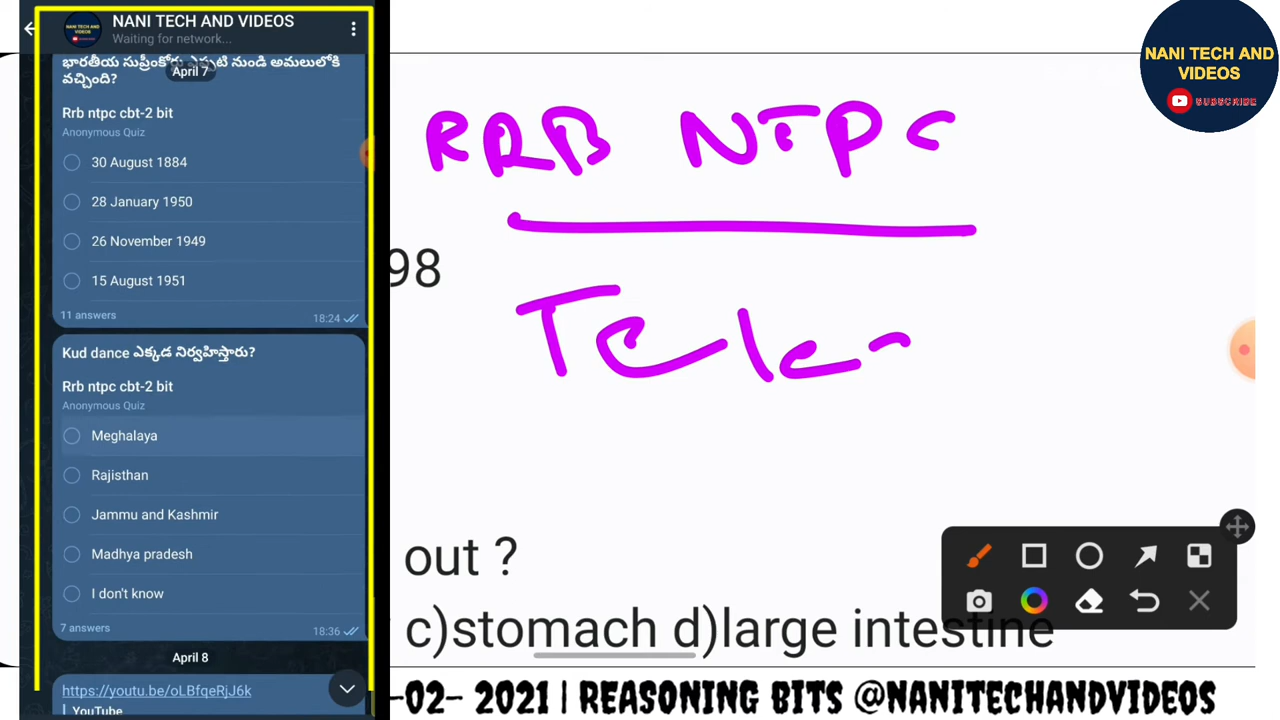 NANI TECH AND VIDEOS
Waiting for network...
భారతీయ సుప్రీంకోర్టు ఎప్పటి నుండి అమలులోకి
April 7
వచ్చింది?
Rrb ntpc cbt-2 bit
Anonymous Quiz
30 August 1884
28 January 1950
26 November 1949
15 August 1951
11 answers
18:24
Kud dance ఎక్కడ నిర్వహిస్తారు?
Rrb ntpc cbt-2 bit
Anonymous Quiz
Meghalaya
Rajisthan
Jammu and Kashmir
Madhya pradesh
I don't know
7 answers
18:36
April 8
https://youtu.be/oLBfqeRjJ6k
| YouTube
RRB NTPC
98
Tele
out ?
c)stomach d)large intestine
-02- 2021 | REASONING BITS @NANITECHANDVIDEOS
NANI TECH AND
VIDEOS
SUBSCRIBE